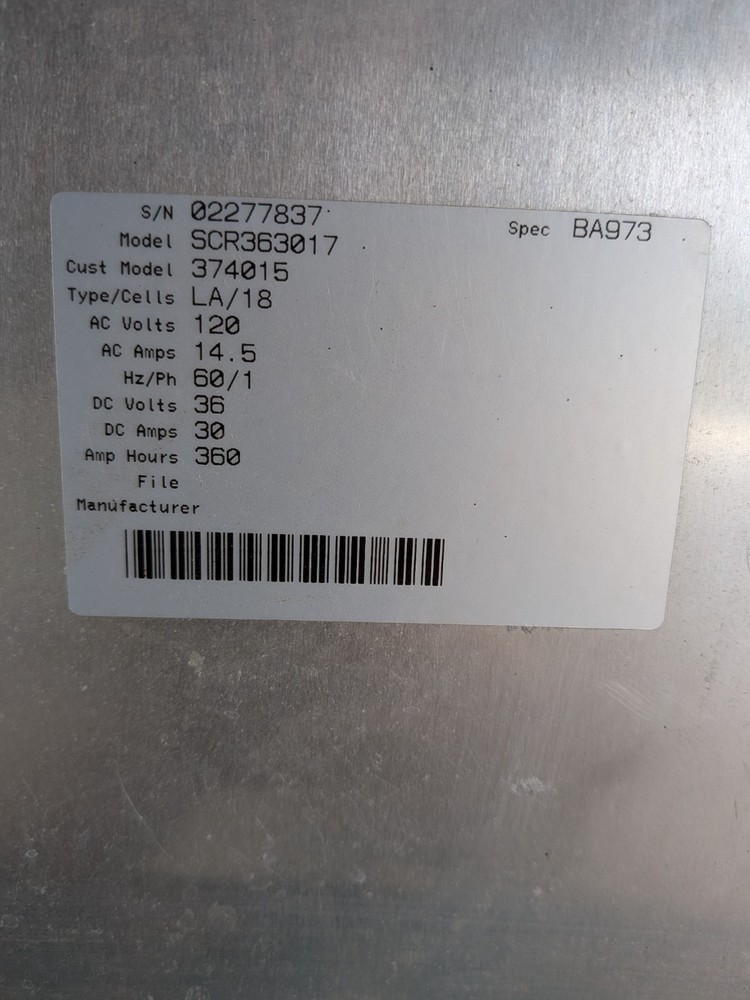 S/N 02277837
Spec BA973
Model SCR363017
Cust Model 374015
Type/Cells LA/18
AC Volts 120
AC Amps 14.5
Hz/Ph 60/1
DC Volts 36
DC Amps 30
Amp Hours 360
File
Manufacturer